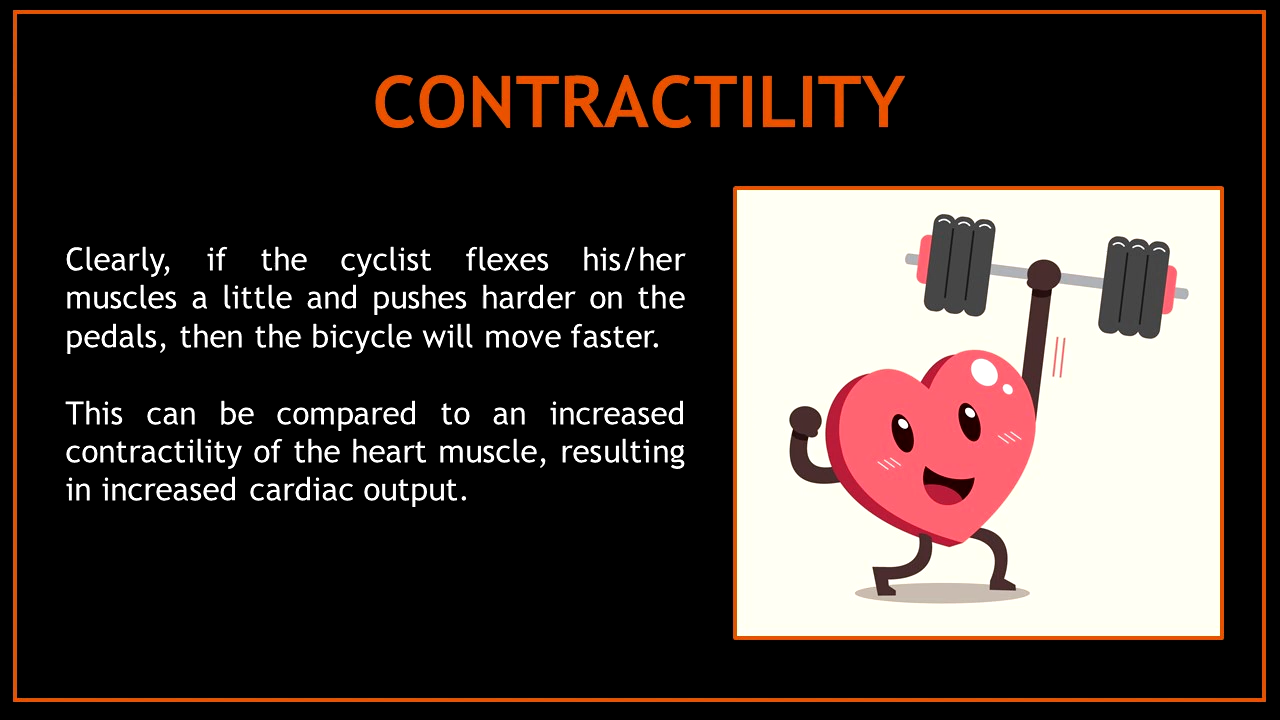 CONTRACTILITY
Clearly, if the cyclist flexes his/her
muscles a little and pushes harder on the
pedals, then the bicycle will move faster.
This can be compared to an increased
contractility of the heart muscle, resulting
in increased cardiac output.